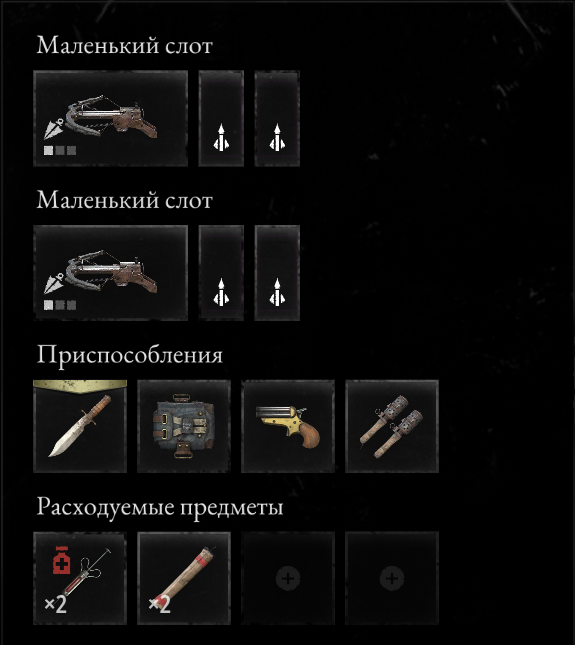 Маленький слот
Маленький слот
Приспособления
Расходуемые предметы
×2 ×2